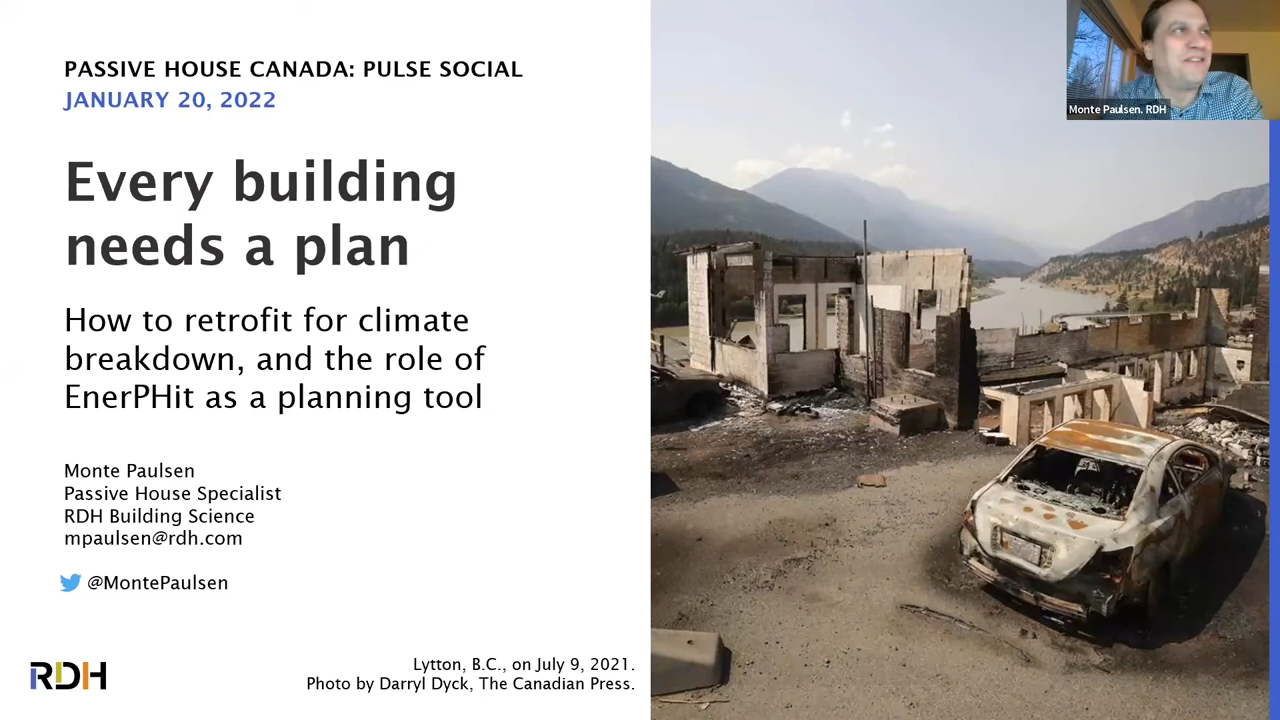 PASSIVE HOUSE CANADA: PULSE SOCIAL
JANUARY 20, 2022
Every building
needs a plan
How to retrofit for climate
breakdown, and the role of
EnerPHit as a planning tool
Monte Paulsen
Passive House Specialist
RDH Building Science
mpaulsen@rdh.com
@MontePaulsen
RDH
Lytton, B.C., on July 9, 2021.
Photo by Darryl Dyck, The Canadian Press.
Monte Paulsen. RDH